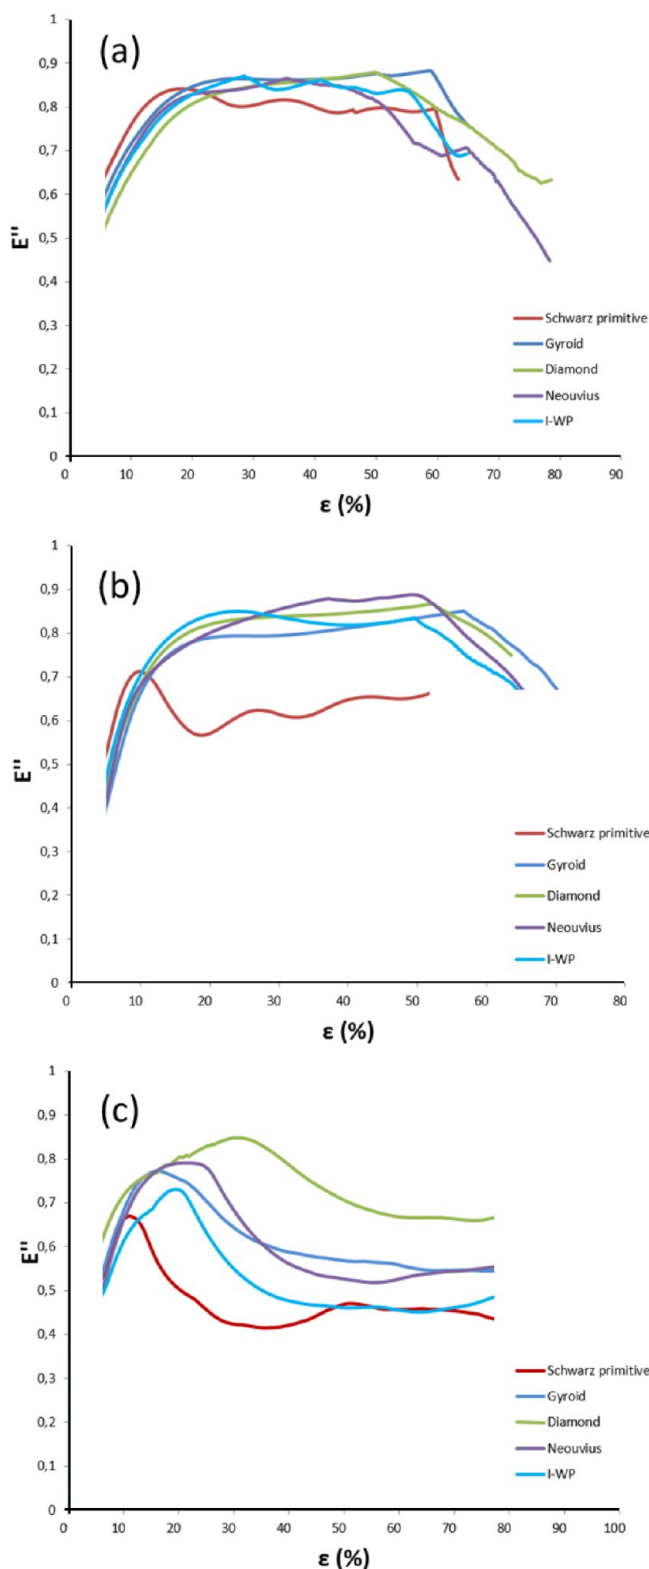 (a)
1
0,9
0,8
0,7
0,6
0,5
0,4
0,3
0,2
0,1
0
E''
0 10 20 30 40 50 60 70 80 90
ε (%)
Schwarz primitive
Gyroid
Diamond
Neouvius
I-WP
(b)
1
0,9
0,8
0,7
0,6
0,5
0,4
0,3
0,2
0,1
0
E''
0 10 20 30 40 50 60 70 80
ε (%)
Schwarz primitive
Gyroid
Diamond
Neouvius
I-WP
(c)
1
0,9
0,8
0,7
0,6
0,5
0,4
0,3
0,2
0,1
0
E''
0 10 20 30 40 50 60 70 80 90 100
ε (%)
Schwarz primitive
Gyroid
Diamond
Neouvius
I-WP